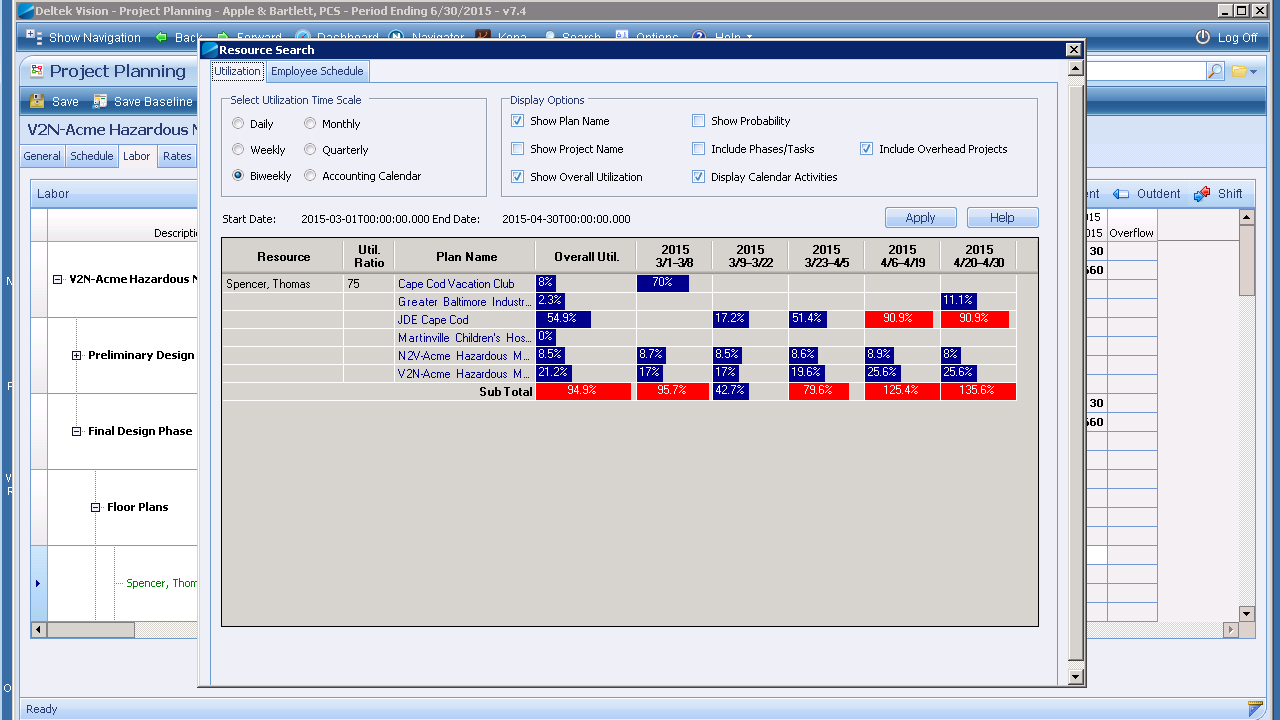 Deltek Vision - Project Planning - Apple & Bartlett, PCS - Period Ending 6/30/2015 - v7.4
Show Navigation Back Forward Dashboard Navigator Kona Search Options Help Log Off
Resource Search
Project Planning
Utilization Employee Schedule
Save Save Baseline
V2N-Acme Hazardous
General Schedule Labor Rates
Labor
Outdent Shift
Select Utilization Time Scale
Daily Monthly
Weekly Quarterly
Biweekly Accounting Calendar
Display Options
Show Plan Name Show Probability
Show Project Name Include Phases/Tasks Include Overhead Projects
Show Overall Utilization Display Calendar Activities
Start Date: 2015-03-01T00:00:00.000 End Date: 2015-04-30T00:00:00.000
Apply Help
Resource Util. Ratio Plan Name Overall Util. 2015 3/1-3/8 2015 3/9-3/22 2015 3/23-4/5 2015 4/6-4/19 2015 4/20-4/30
Spencer, Thomas 75 Cape Cod Vacation Club 8% 70%
Greater Baltimore Industr... 2.3% 11.1%
JDE Cape Cod 54.9% 17.2% 51.4% 90.9% 90.9%
Martinville Children's Hos... 0%
N2V-Acme Hazardous M... 8.5% 8.7% 8.5% 8.6% 8.9% 8%
V2N-Acme Hazardous M... 21.2% 17% 17% 19.6% 25.6% 25.6%
Sub Total 94.9% 95.7% 42.7% 79.6% 125.4% 135.6%
V2N-Acme Hazardous
Preliminary Design
Final Design Phase
Floor Plans
Spencer,
2015 Overflow
30
30
Ready